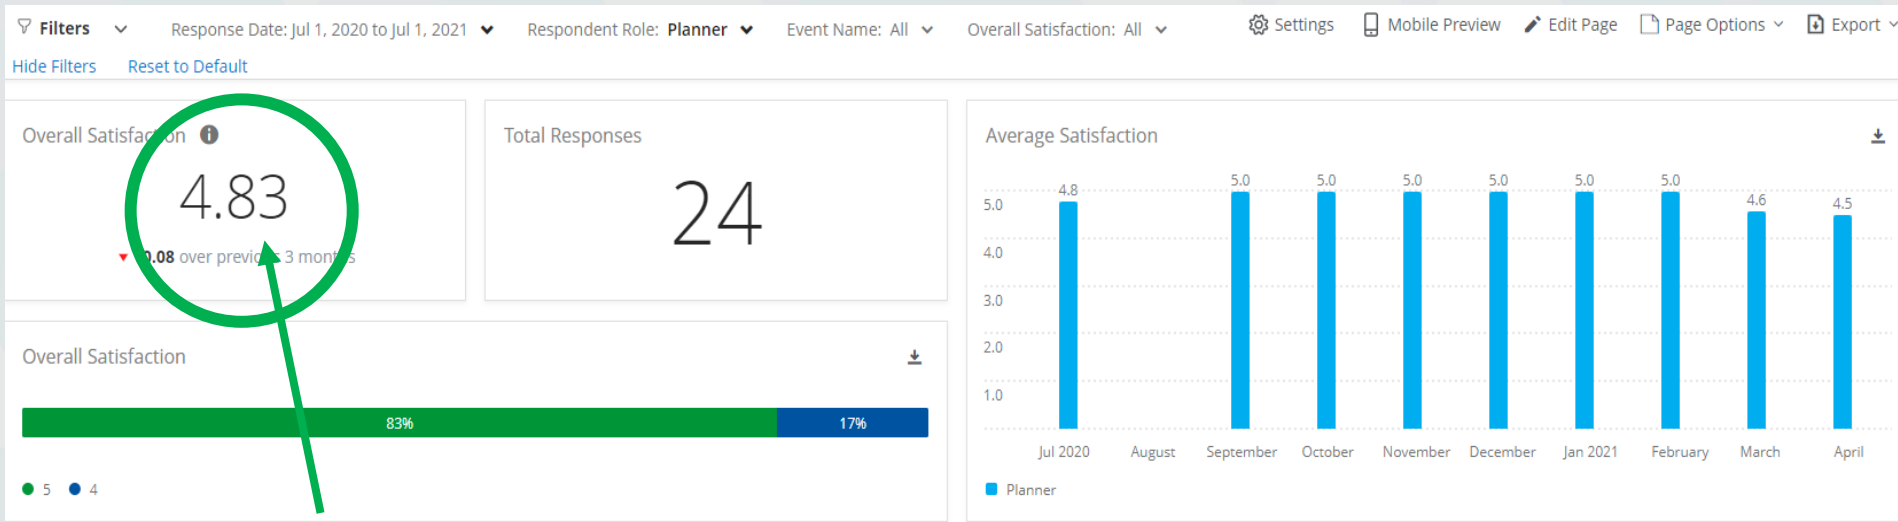 Filters
Response Date: Jul 1, 2020 to Jul 1, 2021
Respondent Role: Planner
Event Name: All
Overall Satisfaction: All
Settings
Mobile Preview
Edit Page
Page Options
Export
Hide Filters
Reset to Default
Overall Satisfaction
4.83
0.08 over previous 3 months
Total Responses
24
Overall Satisfaction
83%
17%
5
4
Average Satisfaction
5.0
4.0
3.0
2.0
1.0
4.8
5.0
5.0
5.0
5.0
5.0
5.0
4.6
4.5
Jul 2020
August
September
October
November
December
Jan 2021
February
March
April
Planner